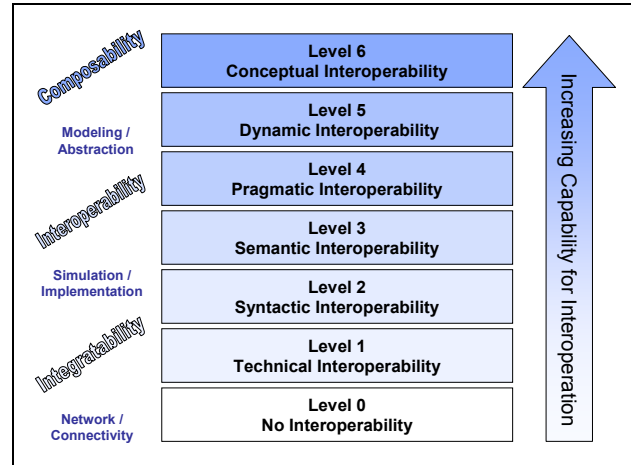 Composability
Modeling /
Abstraction
Interoperability
Simulation /
Implementation
Integratability
Network /
Connectivity
Level 6
Conceptual Interoperability
Level 5
Dynamic Interoperability
Level 4
Pragmatic Interoperability
Level 3
Semantic Interoperability
Level 2
Syntactic Interoperability
Level 1
Technical Interoperability
Level 0
No Interoperability
Increasing Capability for Interoperation